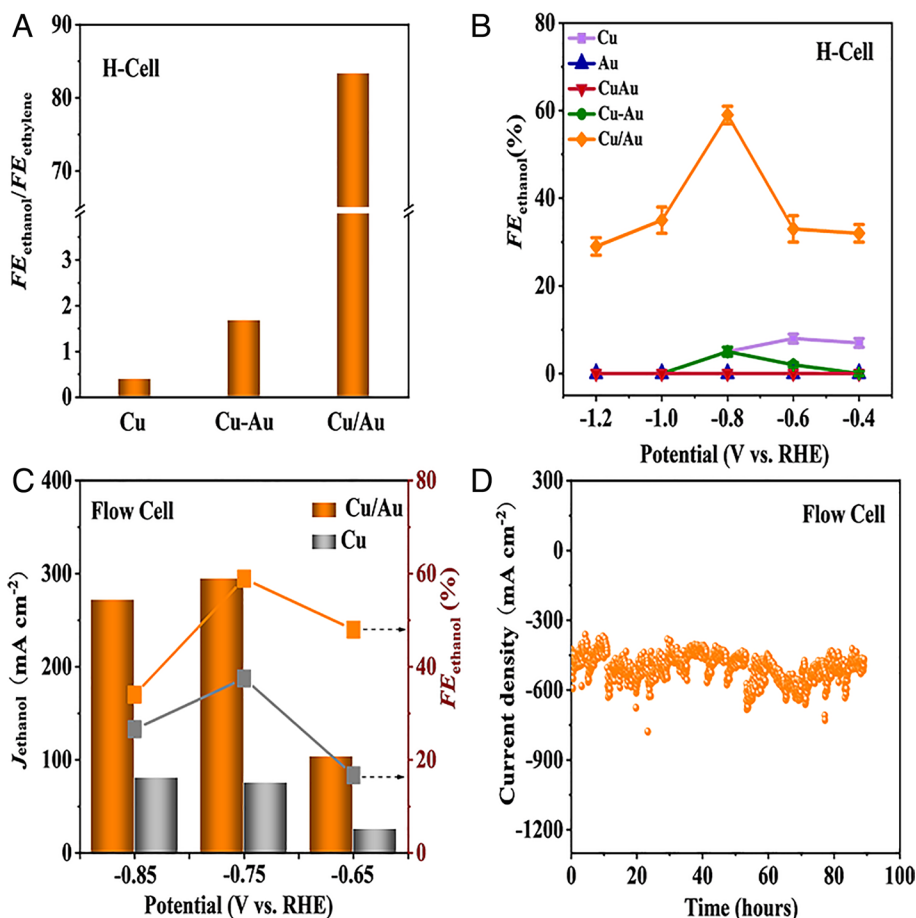 A
H-Cell
FEethanol/FEethylene
90
80
70
3
2
1
0
Cu
Cu-Au
Cu/Au
B
H-Cell
Cu
Au
CuAu
Cu-Au
Cu/Au
FEethanol(%)
80
60
40
20
0
-1.2
-1.0
-0.8
-0.6
-0.4
Potential (V vs. RHE)
C
Flow Cell
Cu/Au
Cu
Jethanol (mA cm-2)
400
300
200
100
0
80
60
40
20
0
FEethanol (%)
-0.85
-0.75
-0.65
Potential (V vs. RHE)
D
Flow Cell
Current density (mA cm-2)
300
0
-300
-600
-900
-1200
0
20
40
60
80
100
Time (hours)